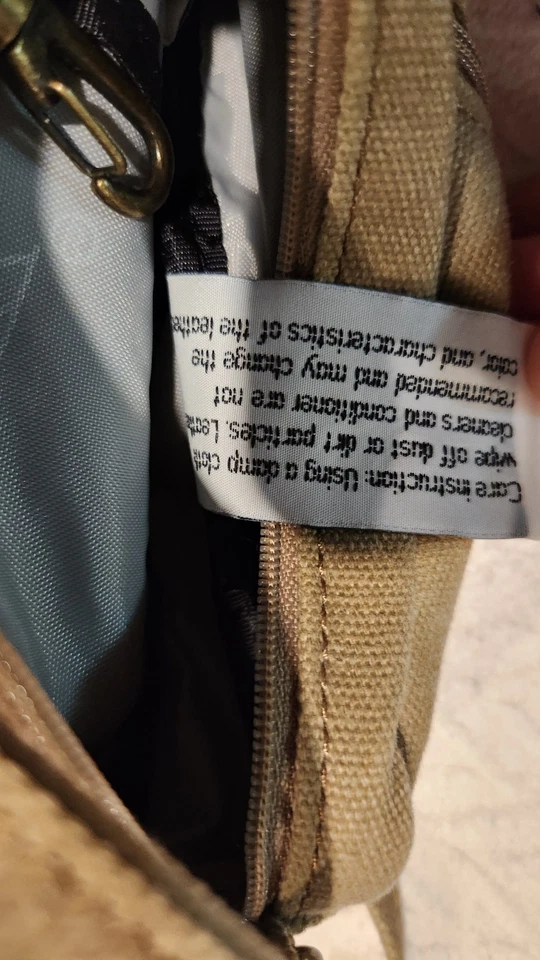 Care instruction: Using a damp cloth
wipe off dust or dirt particles. Leathe
cleaners and conditioner are not
recommended and may change the
color, and characteristics of the leathe